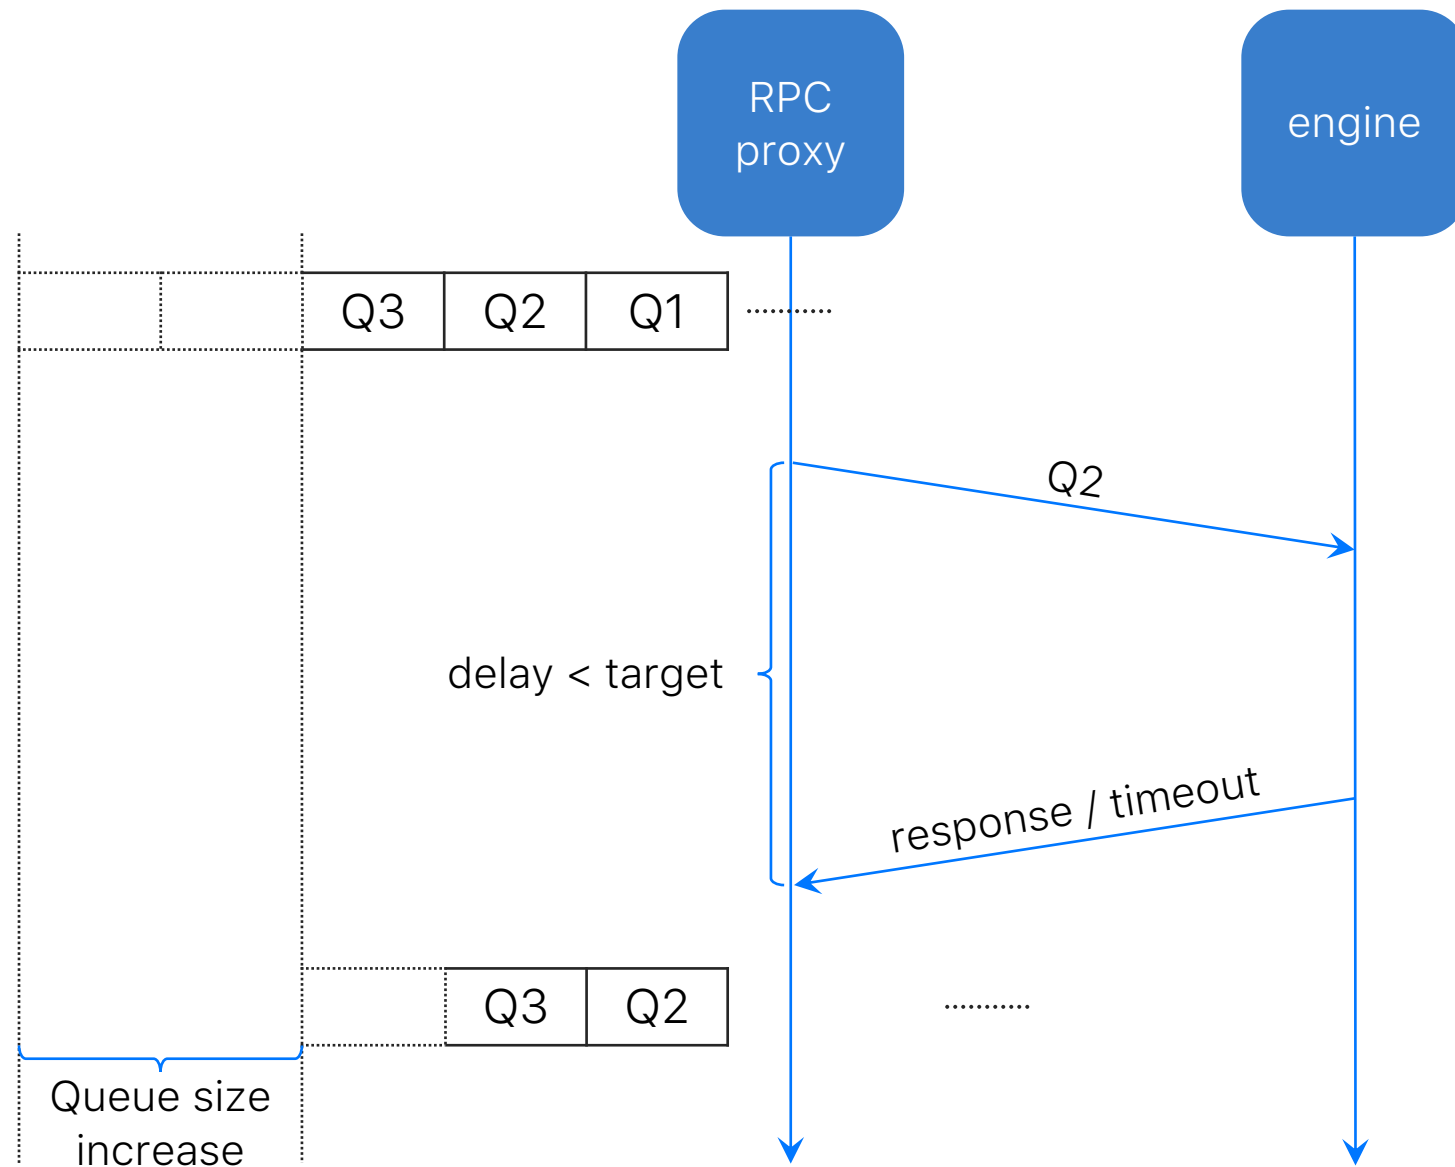 RPC
proxy
engine
Q3
Q2
Q1
Q2
delay < target
response / timeout
Q3
Q2
Queue size
increase